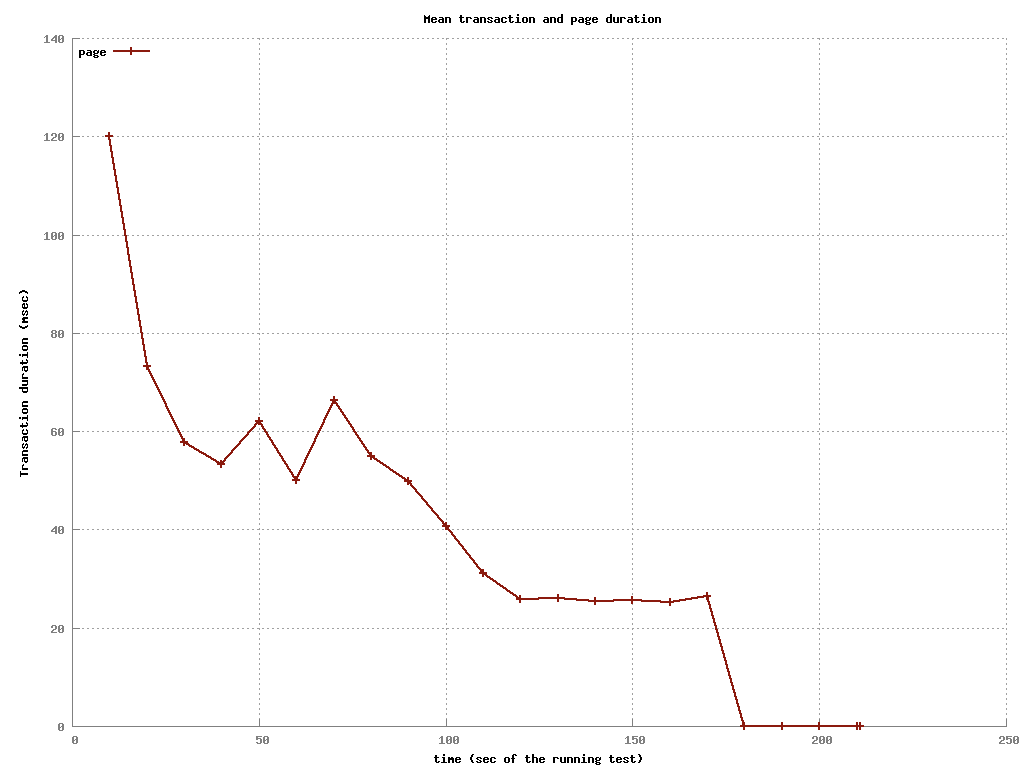 Mean transaction and page duration
page
140
120
100
80
60
40
20
0
Transaction duration (msec)
0 50 100 150 200 250
time (sec of the running test)